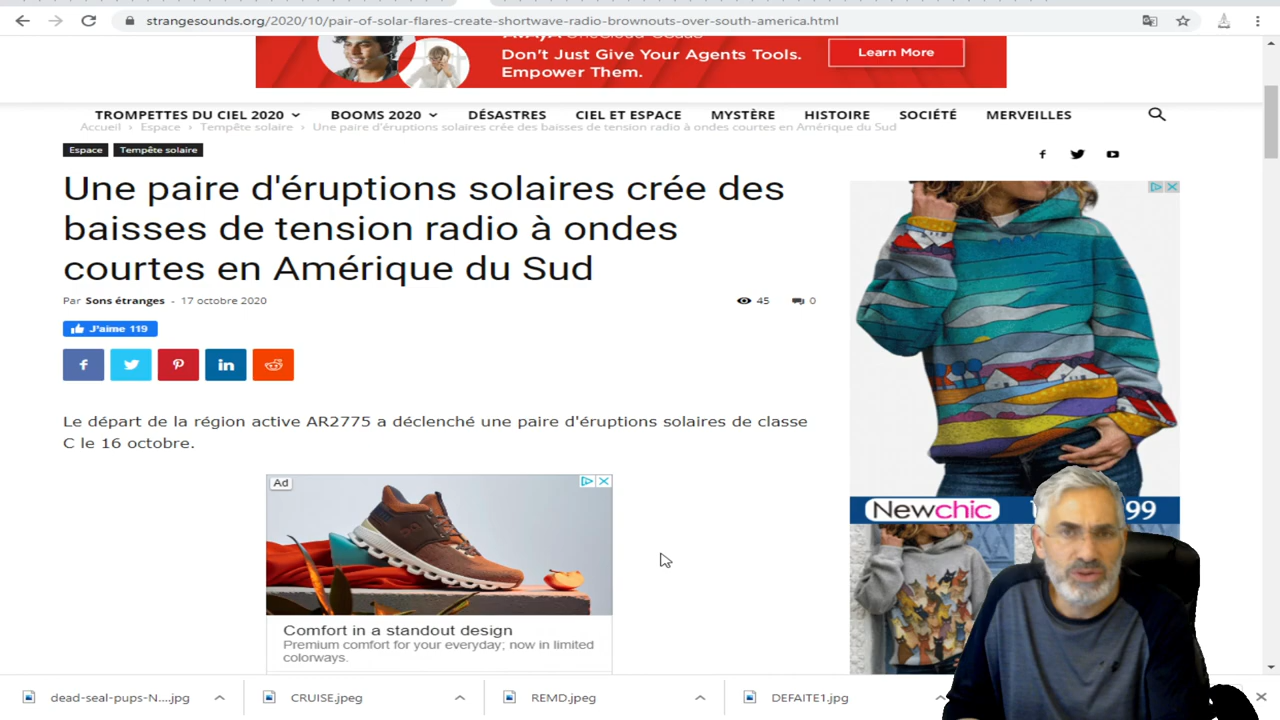 strangesounds.org/2020/10/pair-of-solar-flares-create-shortwave-radio-brownouts-over-south-america.html
Don't Just Give Your Agents Tools.
Empower Them.
Learn More
TROMPETTES DU CIEL 2020 BOOMS 2020 DÉSASTRES CIEL ET ESPACE MYSTÈRE HISTOIRE SOCIÉTÉ MERVEILLES
Accueil › Espace › Tempête solaire › Une paire d'éruptions solaires crée des baisses de tension radio à ondes courtes en Amérique du Sud
Espace Tempête solaire
Une paire d'éruptions solaires crée des
baisses de tension radio à ondes
courtes en Amérique du Sud
Par Sons étranges - 17 octobre 2020 45 0
J'aime 119
Le départ de la région active AR2775 a déclenché une paire d'éruptions solaires de classe
C le 16 octobre.
Ad
Comfort in a standout design
Premium comfort for your everyday; now in limited
colorways.
Newchic
99
dead-seal-pups-N....jpg CRUISE.jpeg REMD.jpeg DEFAITE1.jpg